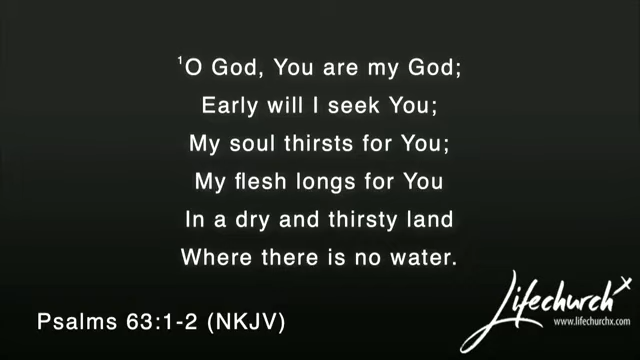 ¹O God, You are my God;
Early will I seek You;
My soul thirsts for You;
My flesh longs for You
In a dry and thirsty land
Where there is no water.
Psalms 63:1-2 (NKJV)
Lifechurch x
www.lifechurchx.com